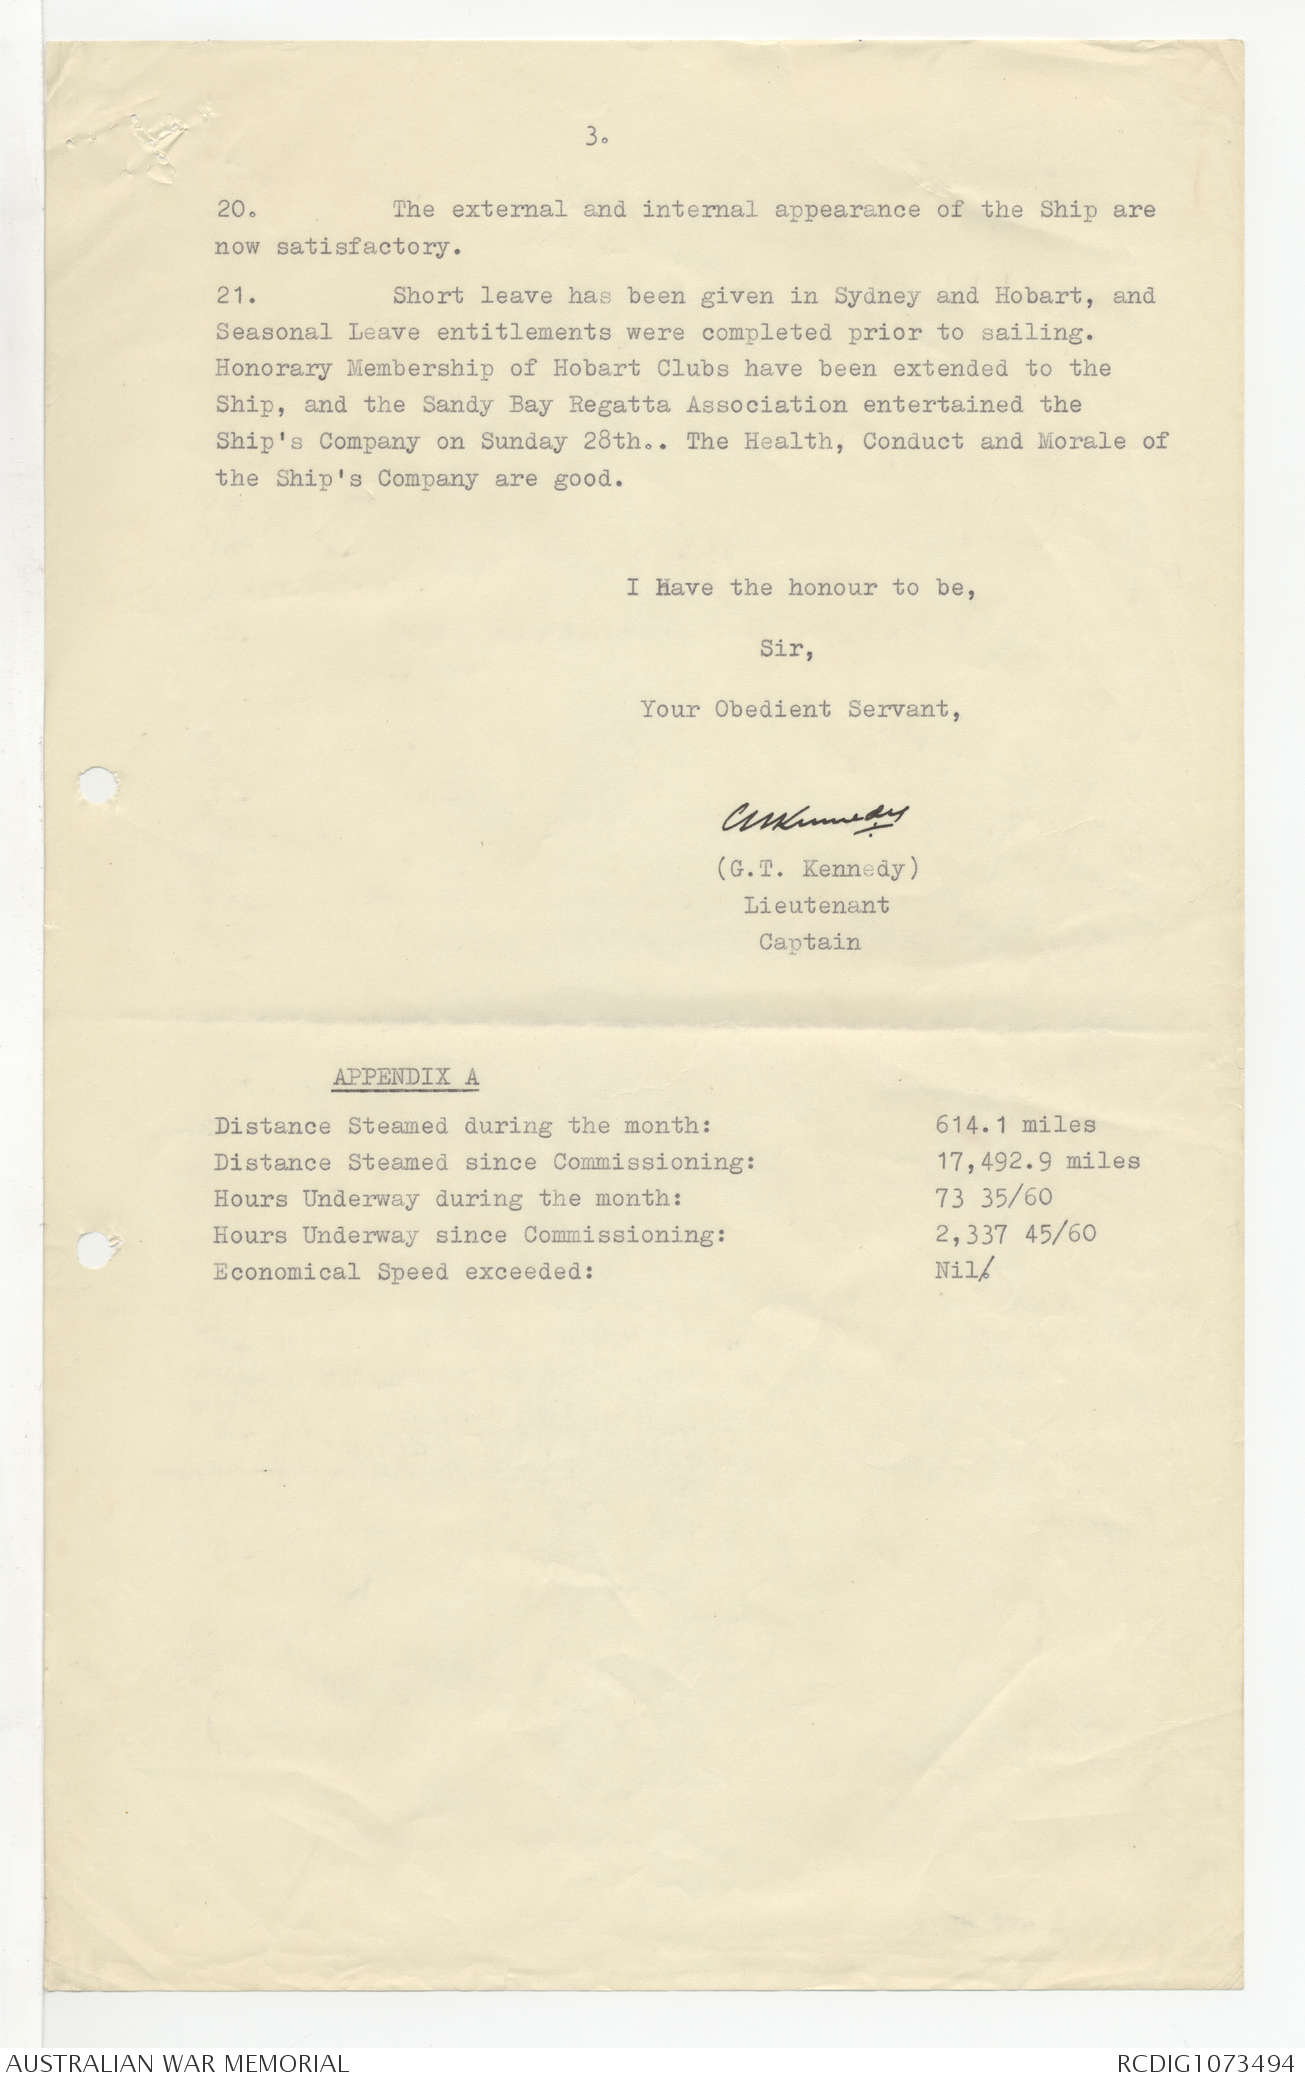 3.
20. The external and internal appearance of the Ship are
now satisfactory.
21. Short leave has been given in Sydney and Hobart, and
Seasonal Leave entitlements were completed prior to sailing.
Honorary Membership of Hobart Clubs have been extended to the
Ship, and the Sandy Bay Regatta Association entertained the
Ship's Company on Sunday 28th.. The Health, Conduct and Morale of
the Ship's Company are good.
I Have the honour to be,
Sir,
Your Obedient Servant,
(G.T. Kennedy)
Lieutenant
Captain
APPENDIX A
Distance Steamed during the month: 614.1 miles
Distance Steamed since Commissioning: 17,492.9 miles
Hours Underway during the month: 73 35/60
Hours Underway since Commissioning: 2,337 45/60
Economical Speed exceeded: Nil.
AUSTRALIAN WAR MEMORIAL RCDIG1073494